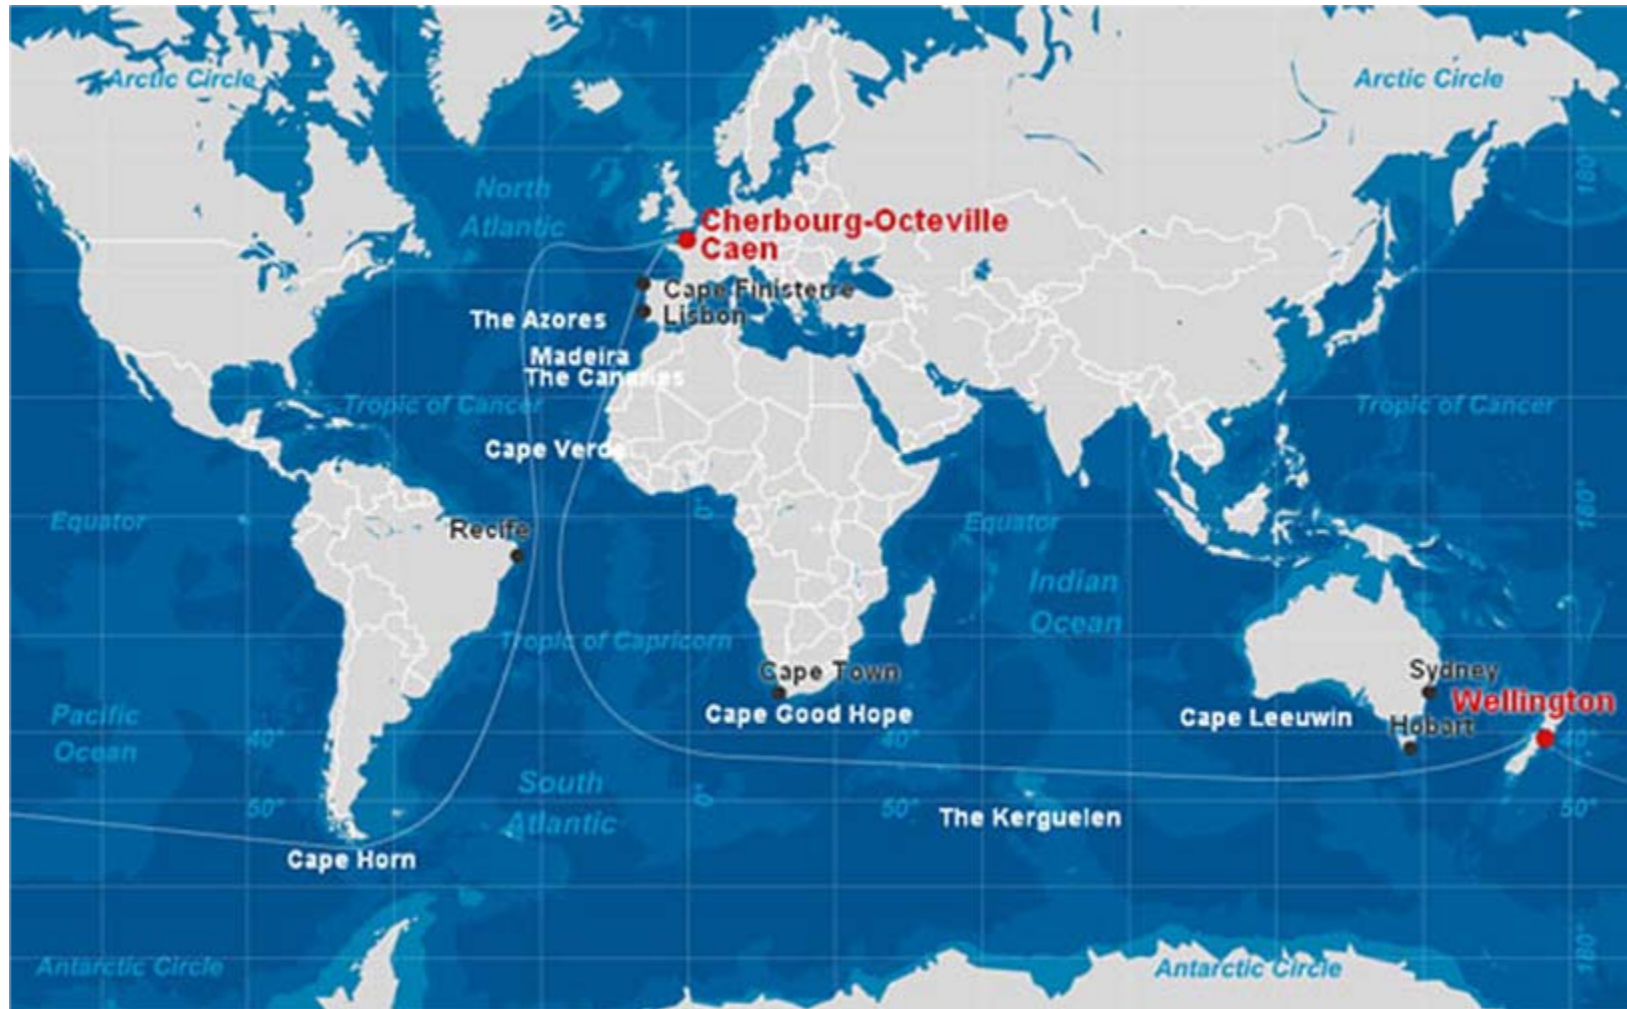 Arctic Circle
Arctic Circle
North
Atlantic
180°
Cherbourg-Octeville
Caen
Cape Finisterre
Lisbon
The Azores
Madeira
The Canaries
Tropic of Cancer
Tropic of Cancer
Cape Verde
Equator
Recife
0°
Equator
180°
Indian
Ocean
Tropic of Capricorn
Cape Town
Sydney
Cape Good Hope
Cape Leeuwin
Wellington
Hobart
Pacific
Ocean
40°
40°
40°
South
Atlantic
0°
50°
50°
50°
The Kerguelen
Cape Horn
Antarctic Circle
Antarctic Circle
180°